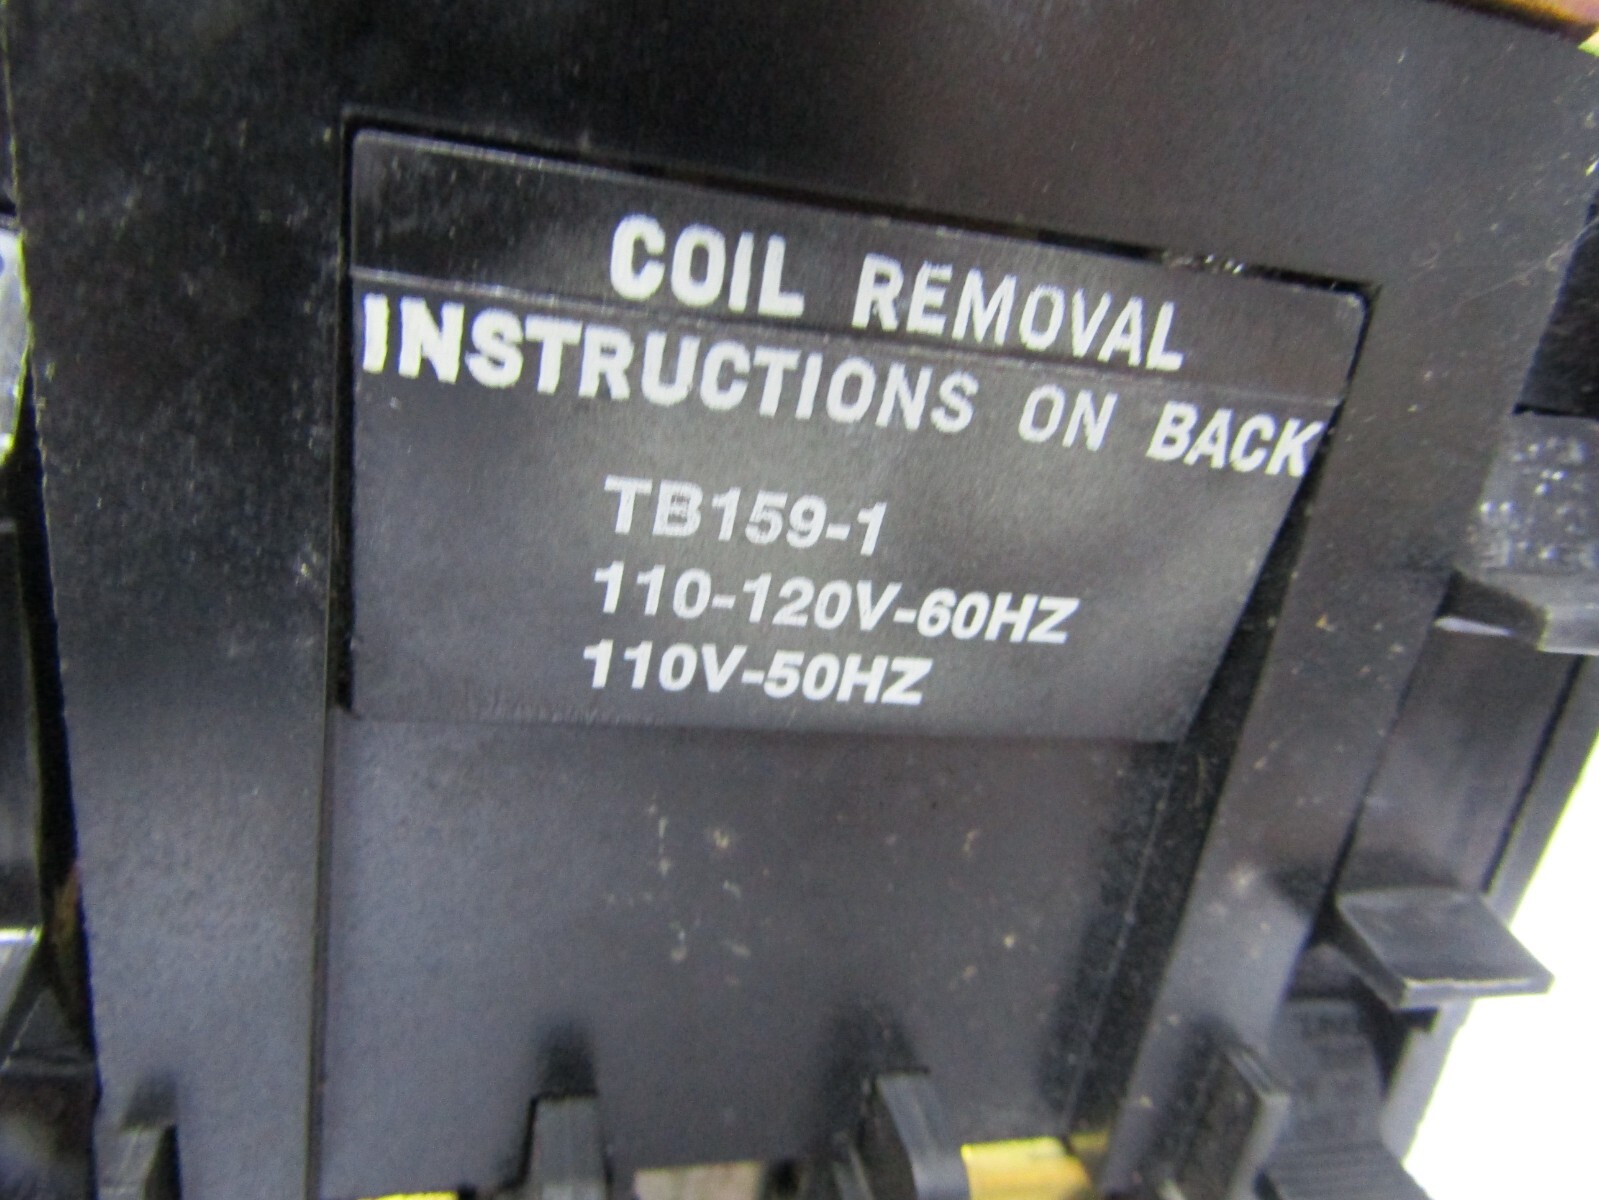 COIL REMOVAL
INSTRUCTIONS ON BACK
TB159-1
110-120V-60HZ
110V-50HZ